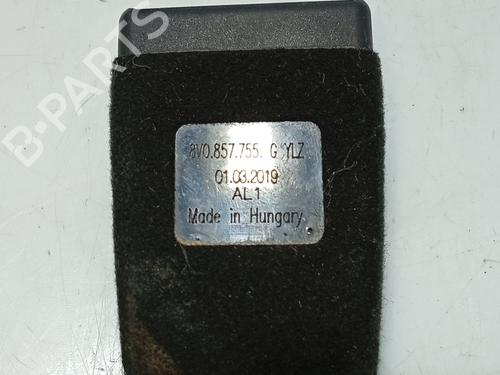 B-PARTS
8V0.857.755. G YLZ
01.03.2019
AL1
Made in Hungary